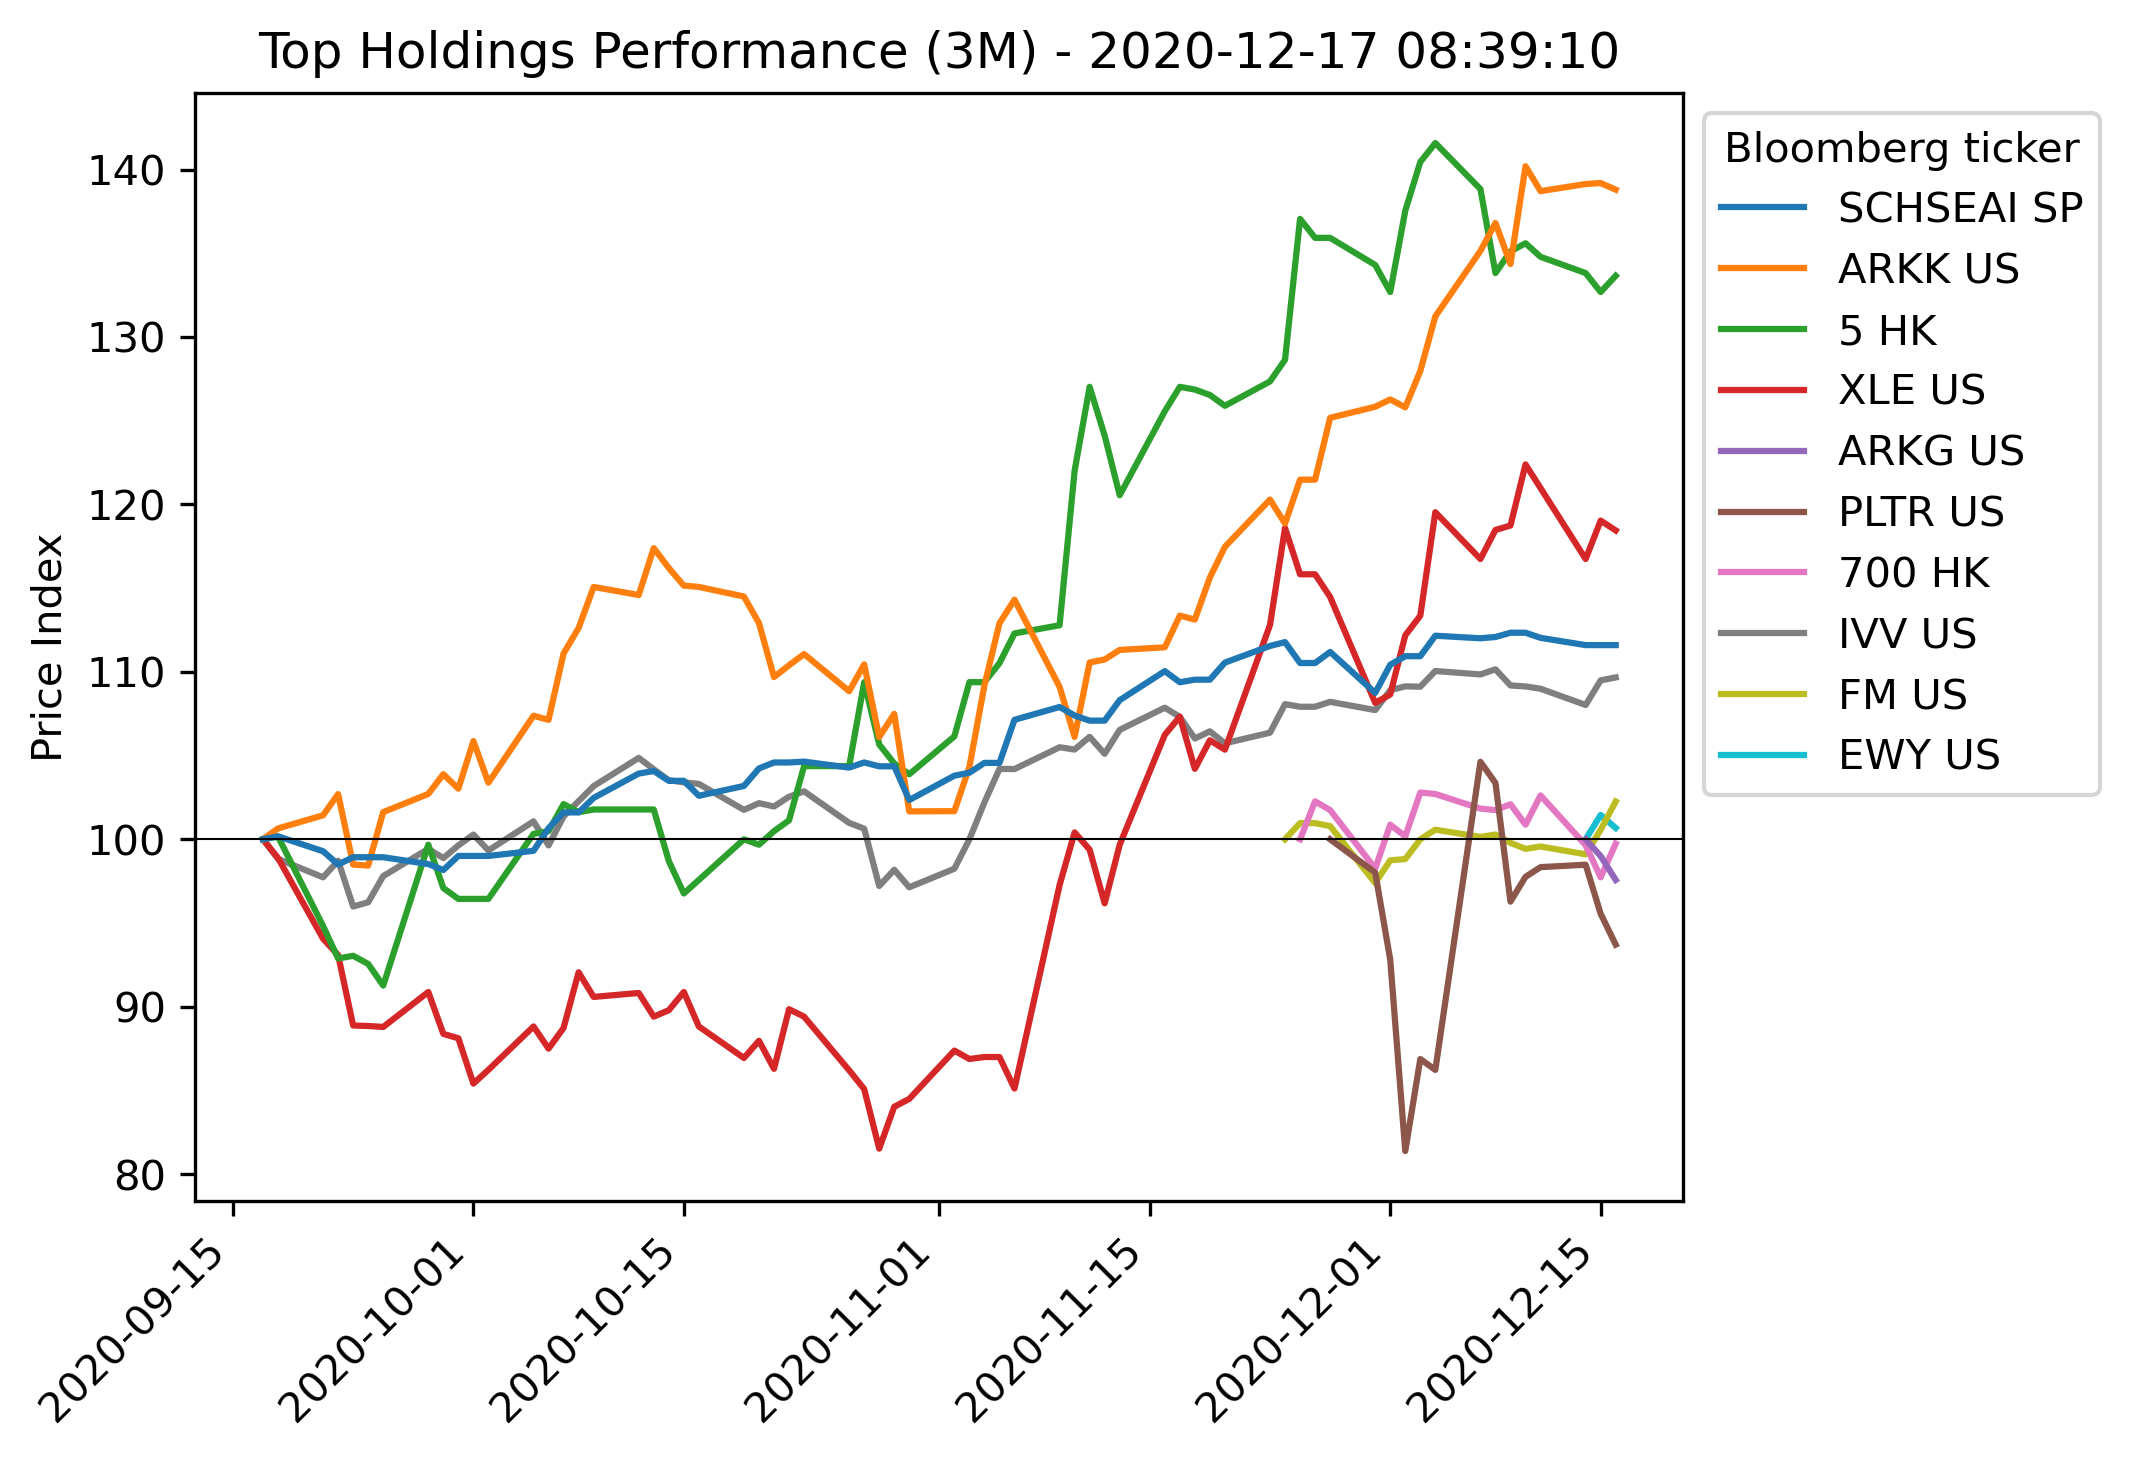 Top Holdings Performance (3M) - 2020-12-17 08:39:10
Price Index
140
130
120
110
100
90
80
2020-09-15
2020-10-01
2020-10-15
2020-11-01
2020-11-15
2020-12-01
2020-12-15
Bloomberg ticker
SCHSEAI SP
ARKK US
5 HK
XLE US
ARKG US
PLTR US
700 HK
IVV US
FM US
EWY US